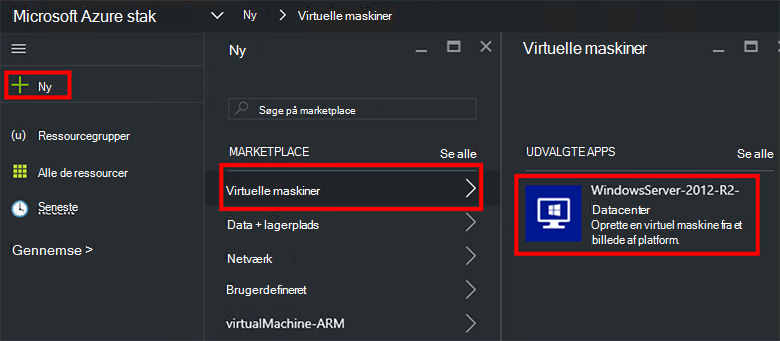 Microsoft Azure stak
Ny
Virtuelle maskiner
Ny
(u) Ressourcegrupper
Alle de ressourcer
Seneste
Gennemse >
Ny
Søge på marketplace
MARKETPLACE
Se alle
Virtuelle maskiner
Data + lagerplads
Netværk
Brugerdefineret
virtualMachine-ARM
Virtuelle maskiner
UDVALGTE APPS
Se alle
WindowsServer-2012-R2-
Datacenter
Oprette en virtuel maskine fra et
billede af platform.